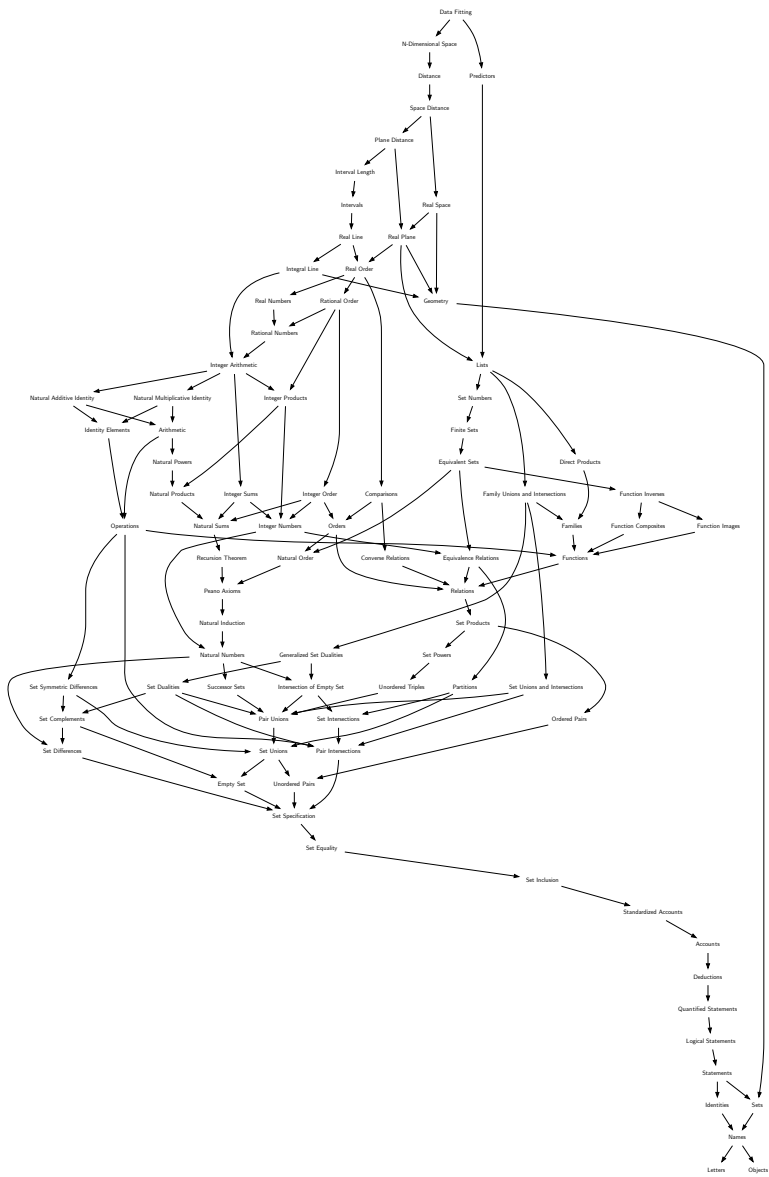 Data Fitting
N-Dimensional Space
Distance
Predictors
Space Distance
Plane Distance
Interval Length
Intervals
Real Space
Real Line
Real Plane
Integral Line
Real Order
Real Numbers
Rational Order
Geometry
Rational Numbers
Integer Arithmetic
Lists
Natural Additive Identity
Natural Multiplicative Identity
Integer Products
Set Numbers
Identity Elements
Arithmetic
Finite Sets
Natural Powers
Equivalent Sets
Direct Products
Natural Products
Integer Sums
Integer Order
Comparisons
Family Unions and Intersections
Function Inverses
Operations
Natural Sums
Integer Numbers
Orders
Families
Function Composites
Function Images
Recursion Theorem
Natural Order
Converse Relations
Equivalence Relations
Functions
Peano Axioms
Relations
Natural Induction
Set Products
Natural Numbers
Generalized Set Dualities
Set Powers
Set Symmetric Differences
Set Dualities
Successor Sets
Intersection of Empty Set
Unordered Triples
Partitions
Set Unions and Intersections
Set Complements
Pair Unions
Set Intersections
Ordered Pairs
Set Differences
Set Unions
Pair Intersections
Empty Set
Unordered Pairs
Set Specification
Set Equality
Set Inclusion
Standardized Accounts
Accounts
Deductions
Quantified Statements
Logical Statements
Statements
Identities
Sets
Names
Letters
Objects